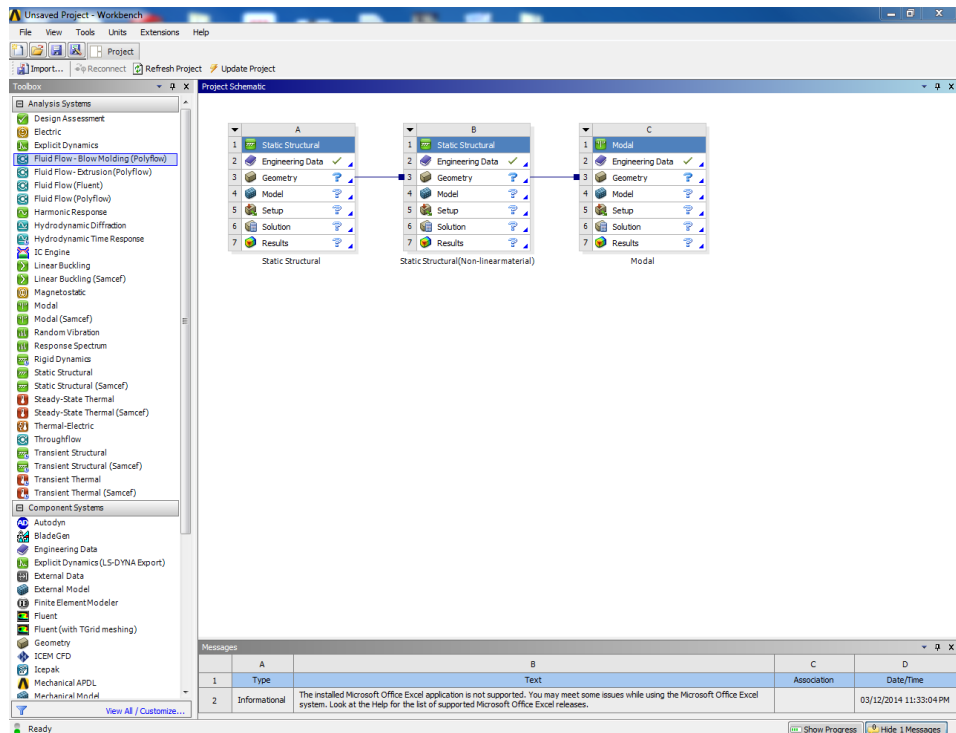 Unsaved Project - Workbench
File View Tools Units Extensions Help
Project
Import... Reconnect Refresh Project Update Project
Toolbox
Analysis Systems
Design Assessment
Electric
Explicit Dynamics
Fluid Flow - Blow Molding (Polyflow)
Fluid Flow - Extrusion (Polyflow)
Fluid Flow (Fluent)
Fluid Flow (Polyflow)
Harmonic Response
Hydrodynamic Diffraction
Hydrodynamic Time Response
IC Engine
Linear Buckling
Linear Buckling (Samcef)
Magnetostatic
Modal
Modal (Samcef)
Random Vibration
Response Spectrum
Rigid Dynamics
Static Structural
Static Structural (Samcef)
Steady-State Thermal
Steady-State Thermal (Samcef)
Thermal-Electric
Throughflow
Transient Structural
Transient Structural (Samcef)
Transient Thermal
Transient Thermal (Samcef)
Component Systems
Autodyn
BladeGen
Engineering Data
Explicit Dynamics (LS-DYNA Export)
External Data
External Model
Finite Element Modeler
Fluent
Fluent (with TGrid meshing)
Geometry
ICEM CFD
Icepak
Mechanical APDL
Mechanical Model
View All / Customize...
Project Schematic
A
1 Static Structural
2 Engineering Data
3 Geometry
4 Model
5 Setup
6 Solution
7 Results
Static Structural
B
1 Static Structural
2 Engineering Data
3 Geometry
4 Model
5 Setup
6 Solution
7 Results
Static Structural(Non-linear material)
C
1 Modal
2 Engineering Data
3 Geometry
4 Model
5 Setup
6 Solution
7 Results
Modal
Messages
A B C D
1 Type Text Association Date/Time
2 Informational The installed Microsoft Office Excel application is not supported. You may meet some issues while using the Microsoft Office Excel 03/12/2014 11:33:04 PM
system. Look at the Help for the list of supported Microsoft Office Excel releases.
Ready Show Progress Hide 1 Messages